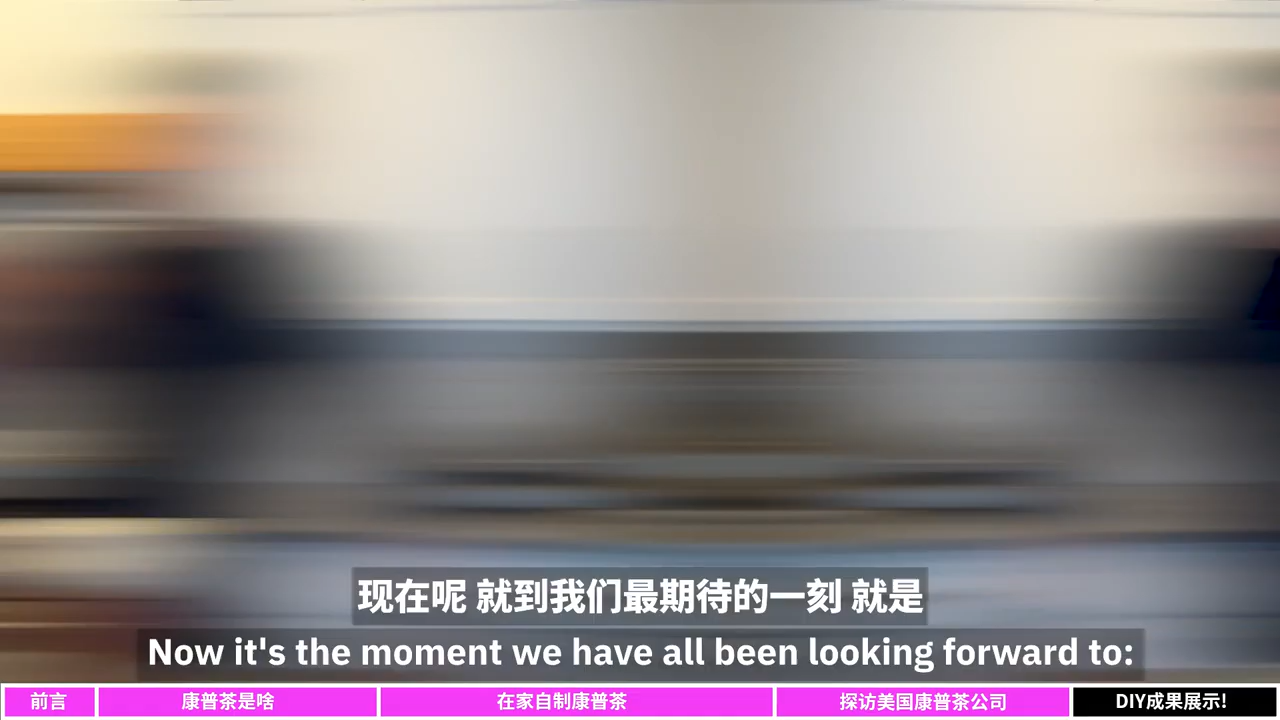 现在呢 就到我们最期待的一刻 就是
Now it's the moment we have all been looking forward to:
前言 康普茶是啥 在家自制康普茶 探访美国康普茶公司 DIY成果展示!